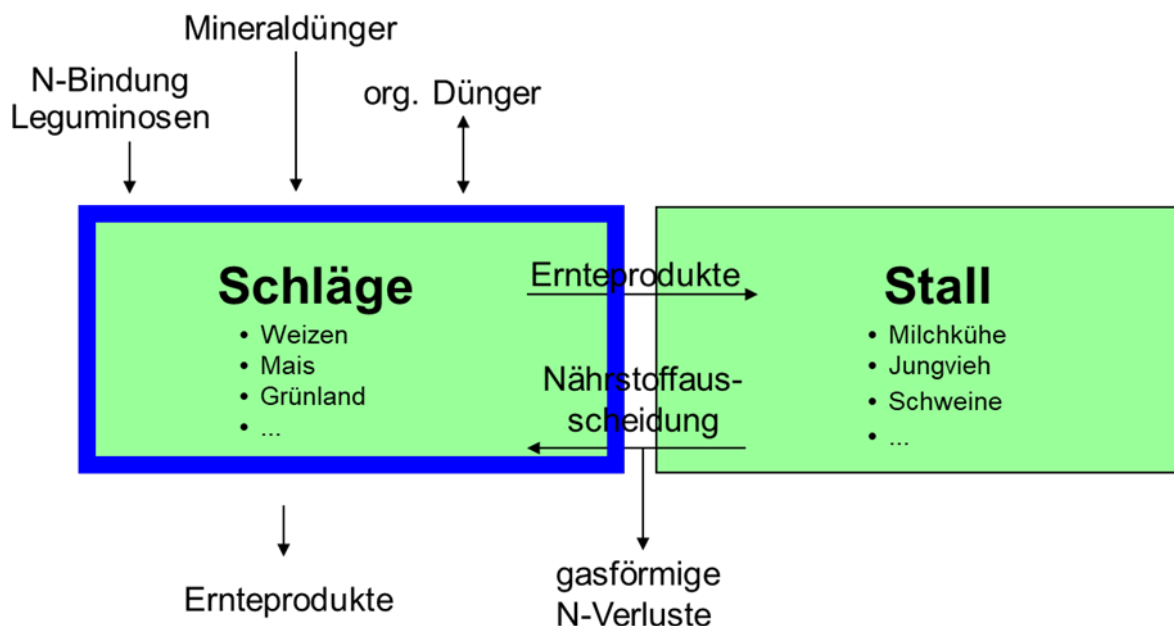 Mineraldünger
N-Bindung
Leguminosen
org. Dünger
Schläge
• Weizen
• Mais
• Grünland
• ...
Ernteprodukte
Nährstoffaus-
scheidung
Stall
• Milchkühe
• Jungvieh
• Schweine
• ...
Ernteprodukte
gasförmige
N-Verluste